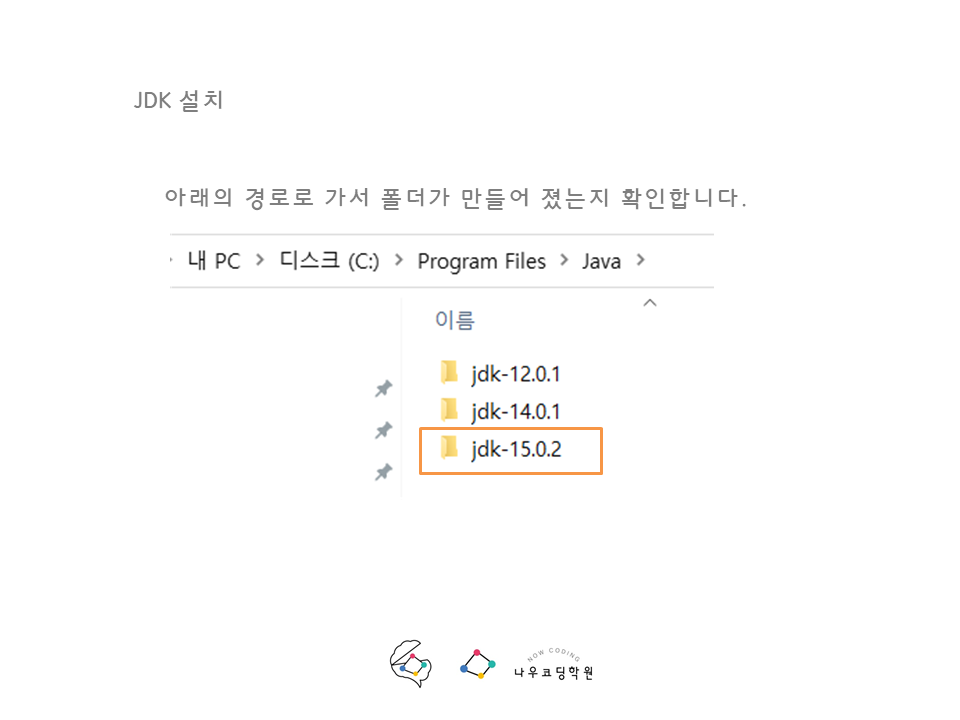 JDK 설치
아래의 경로로 가서 폴더가 만들어 졌는지 확인합니다.
내 PC > 디스크 (C:) > Program Files > Java >
이름
jdk-12.0.1
jdk-14.0.1
jdk-15.0.2
NOW CODING
나우코딩학원